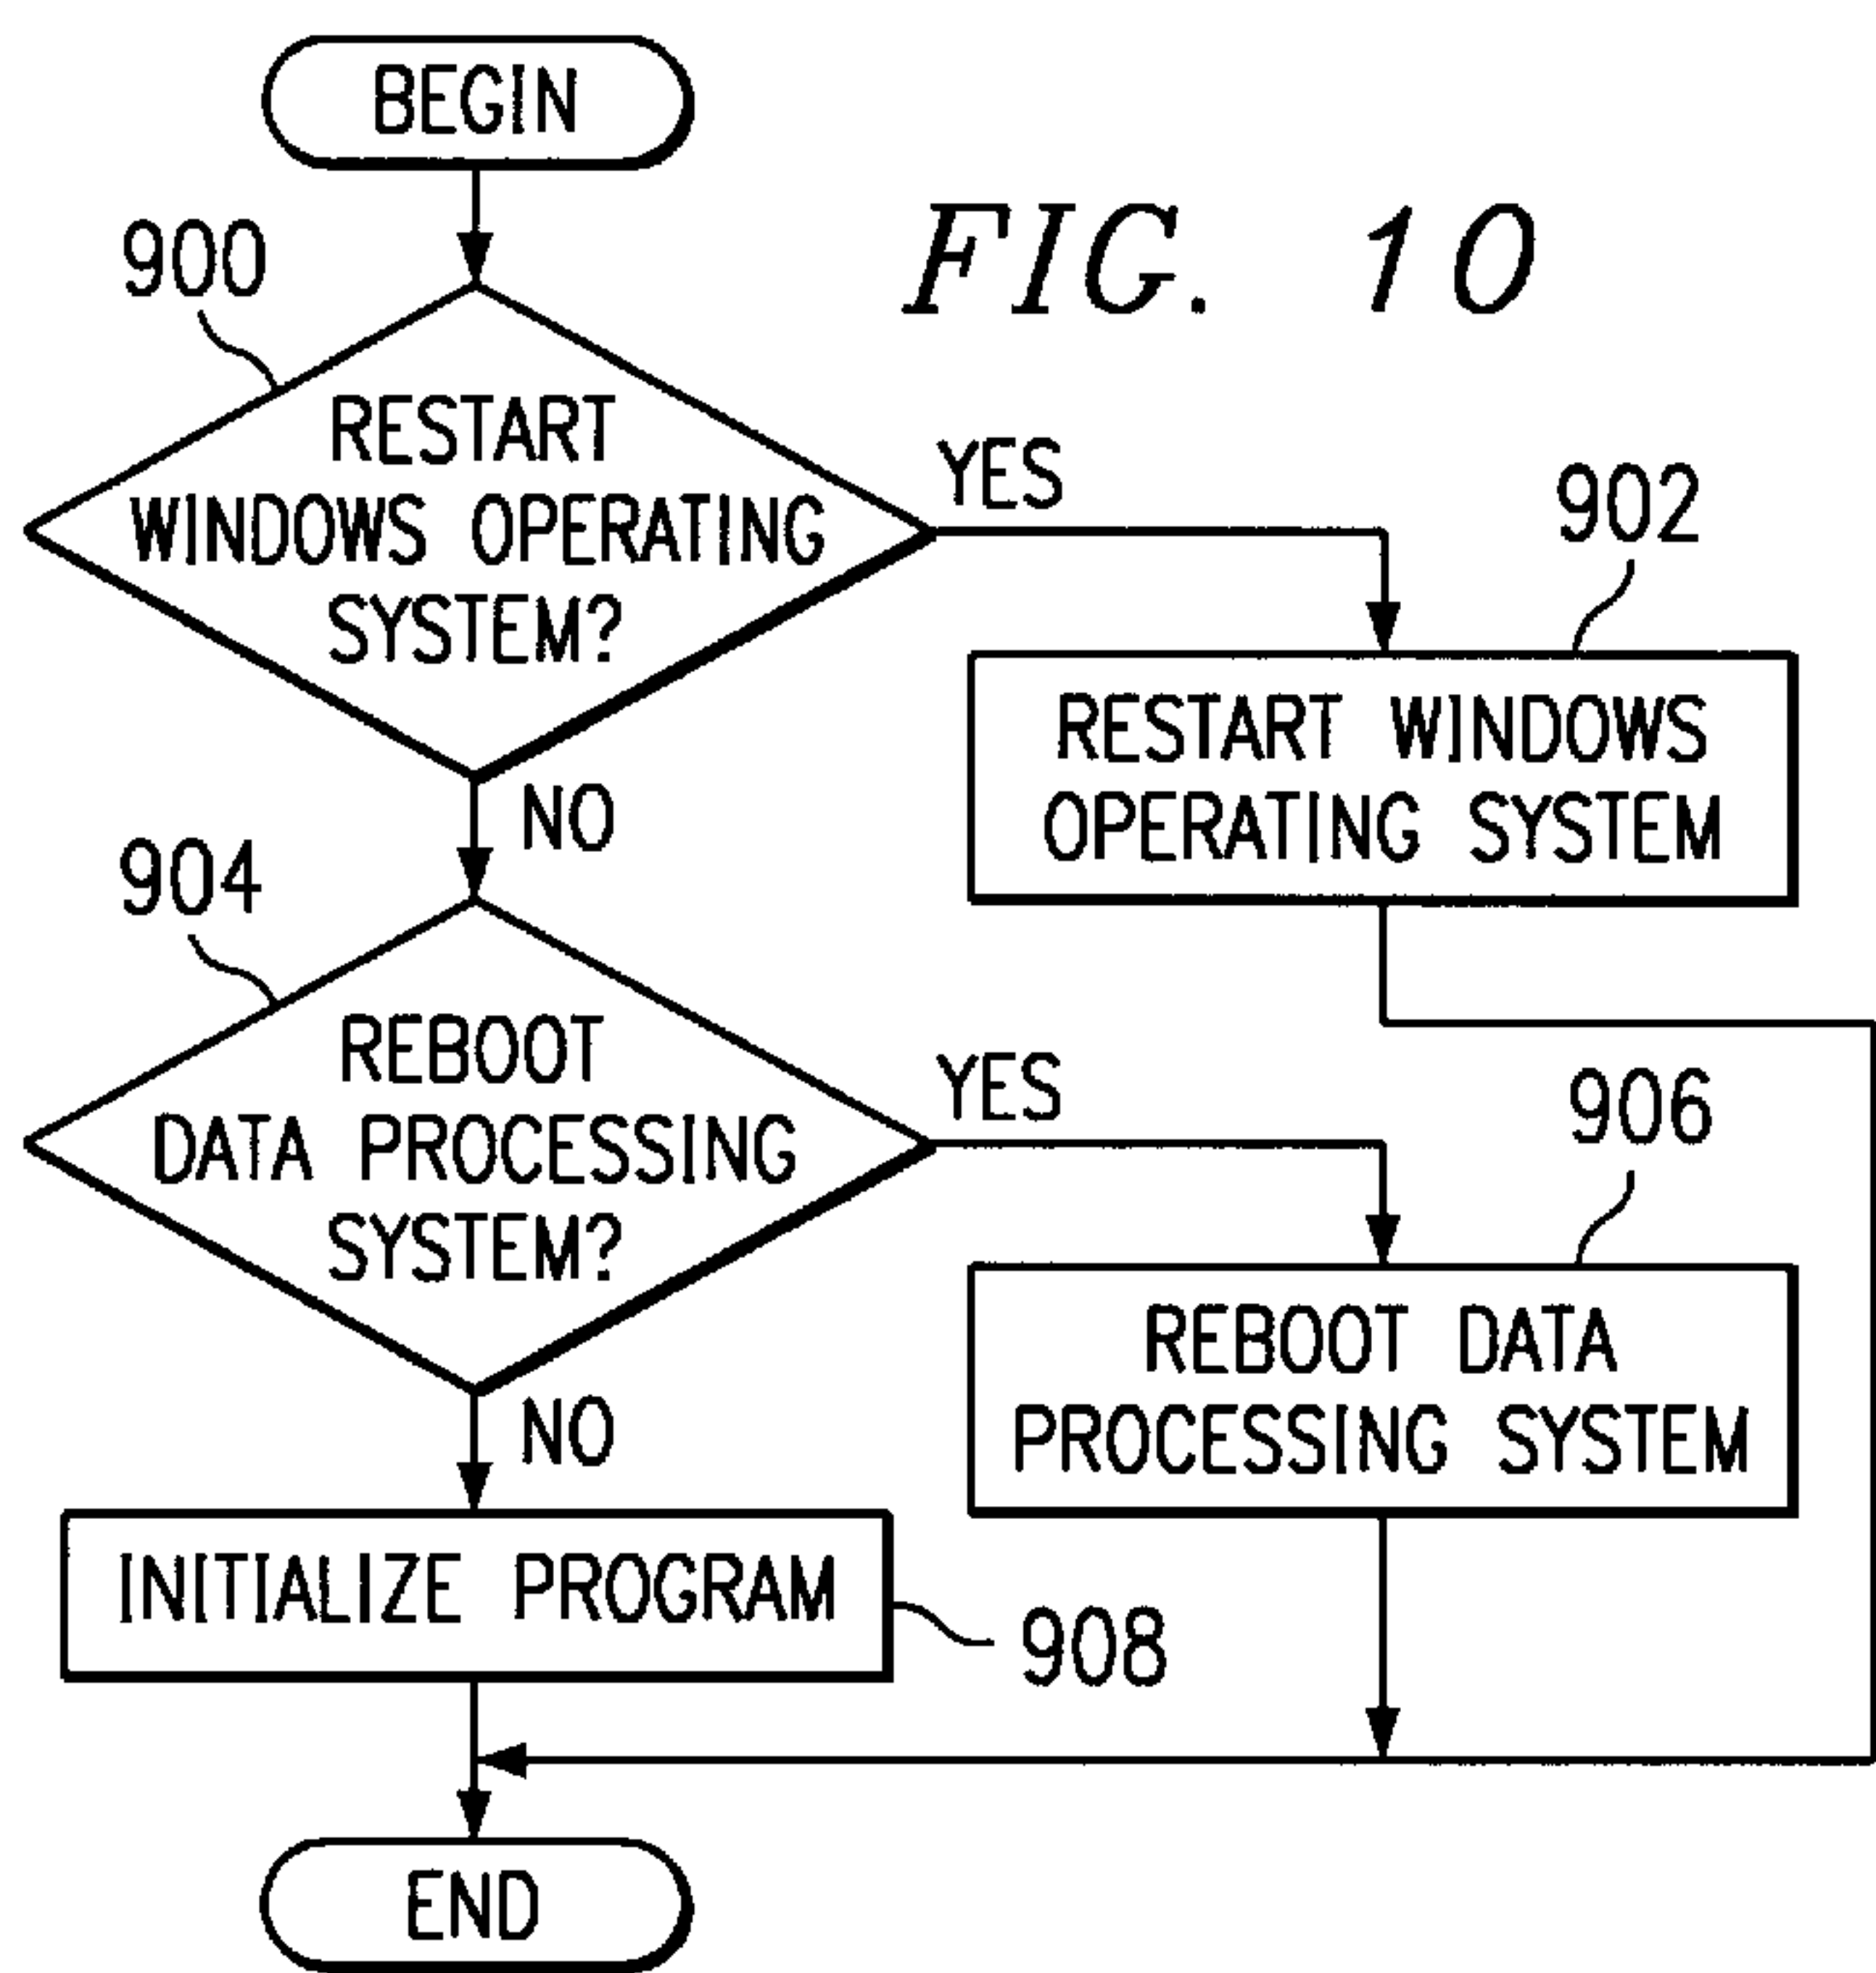 BEGIN
FIG. 10
900
RESTART
WINDOWS OPERATING
SYSTEM?
YES
902
RESTART WINDOWS
OPERATING SYSTEM
NO
904
REBOOT
DATA PROCESSING
SYSTEM?
YES
906
REBOOT DATA
PROCESSING SYSTEM
NO
INITIALIZE PROGRAM
908
END